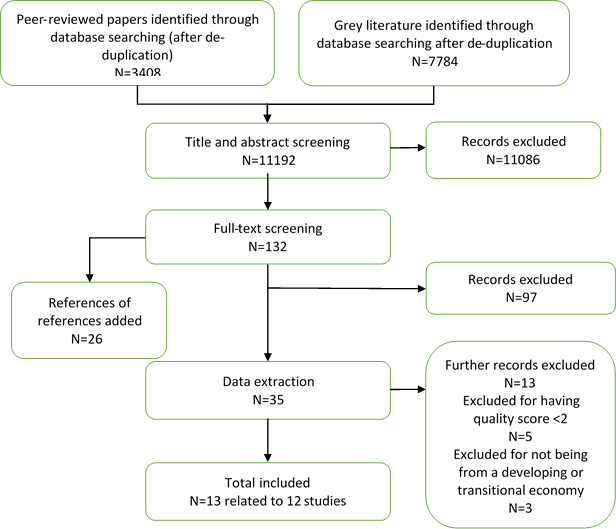 Peer-reviewed papers identified through
database searching (after de-
duplication)
N=3408
Grey literature identified through
database searching after de-duplication
N=7784
Title and abstract screening
N=11192
Records excluded
N=11086
Full-text screening
N=132
References of
references added
N=26
Records excluded
N=97
Data extraction
N=35
Further records excluded
N=13
Excluded for having
quality score <2
N=5
Excluded for not being
from a developing or
transitional economy
N=3
Total included
N=13 related to 12 studies